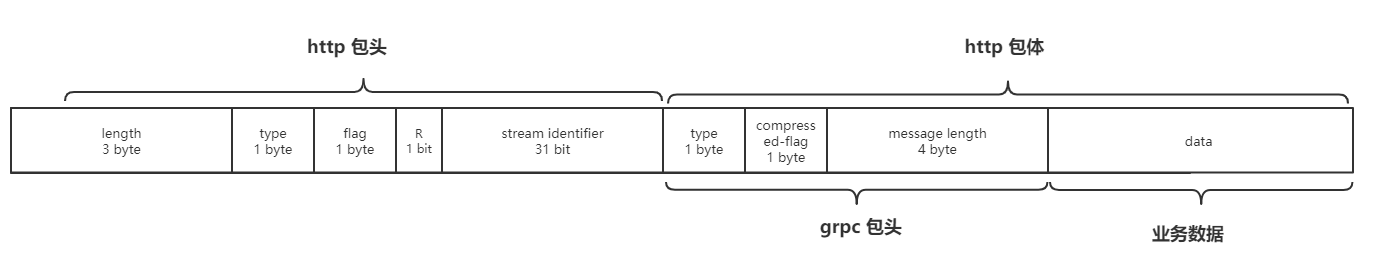 http 包头
http 包体
length
3 byte
type
1 byte
flag
1 byte
R
1 bit
stream identifier
31 bit
type
1 byte
compress
ed-flag
1 byte
message length
4 byte
data
grpc 包头
业务数据